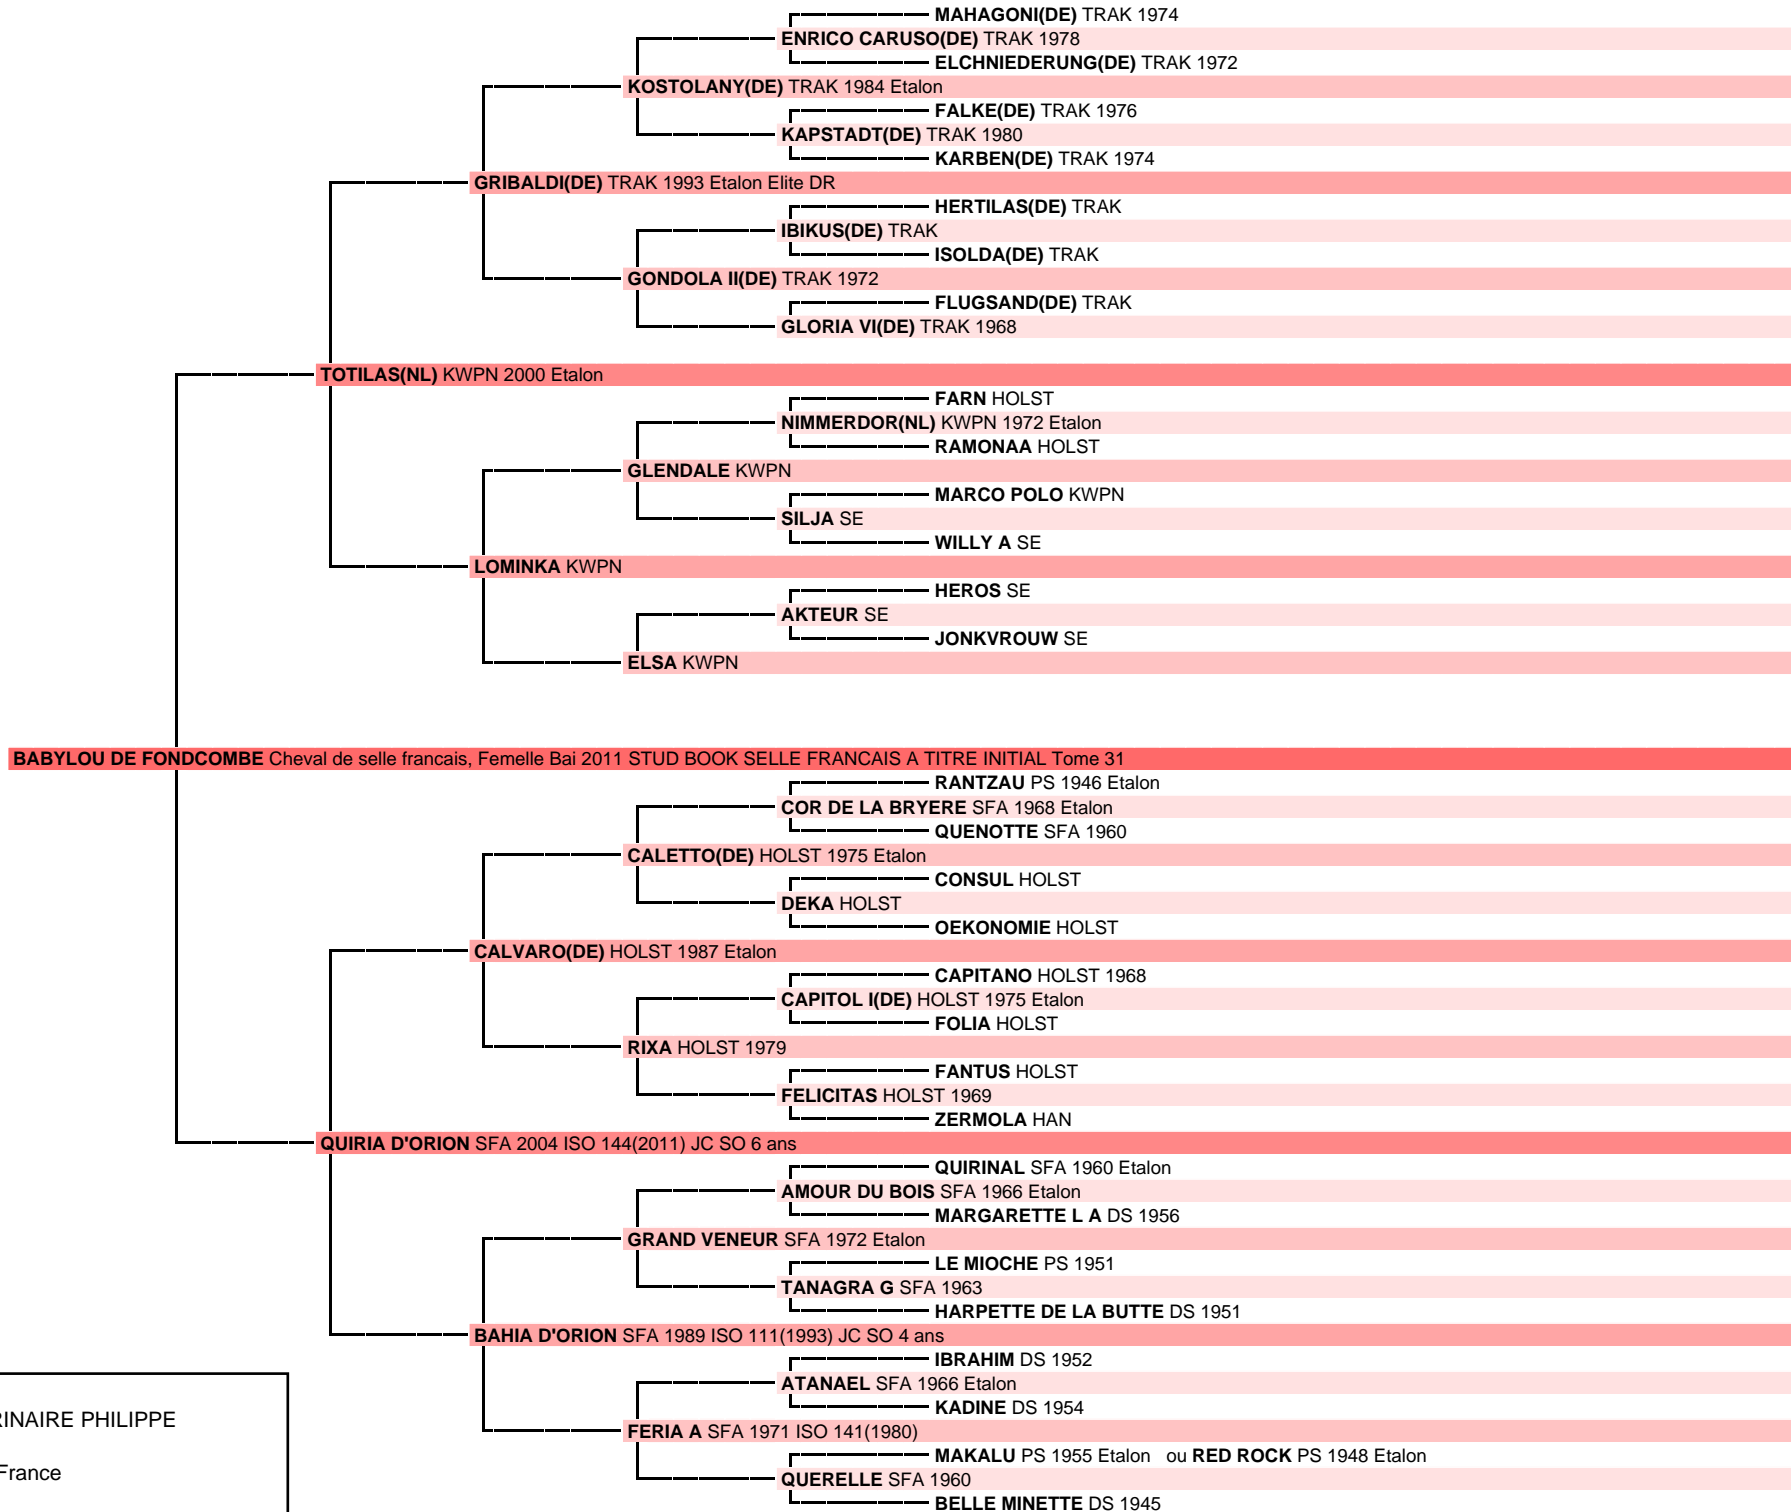 MAHAGONI(DE) TRAK 1974
ENRICO CARUSO(DE) TRAK 1978
ELCHNIEDERUNG(DE) TRAK 1972
KOSTOLANY(DE) TRAK 1984 Etalon
FALKE(DE) TRAK 1976
KAPSTADT(DE) TRAK 1980
KARBEN(DE) TRAK 1974
GRIBALDI(DE) TRAK 1993 Etalon Elite DR
HERTILAS(DE) TRAK
IBIKUS(DE) TRAK
ISOLDA(DE) TRAK
GONDOLA II(DE) TRAK 1972
FLUGSAND(DE) TRAK
GLORIA VI(DE) TRAK 1968
TOTILAS(NL) KWPN 2000 Etalon
FARN HOLST
NIMMERDOR(NL) KWPN 1972 Etalon
RAMONAA HOLST
GLENDALE KWPN
MARCO POLO KWPN
SILJA SE
WILLY A SE
LOMINKA KWPN
HEROS SE
AKTEUR SE
JONKVROUW SE
ELSA KWPN
BABYLOU DE FONDCOMBE Cheval de selle francais, Femelle Bai 2011 STUD BOOK SELLE FRANCAIS A TITRE INITIAL Tome 31
RANTZAU PS 1946 Etalon
COR DE LA BRYERE SFA 1968 Etalon
QUENOTTE SFA 1960
CALETTO(DE) HOLST 1975 Etalon
CONSUL HOLST
DEKA HOLST
OEKONOMIE HOLST
CALVARO(DE) HOLST 1987 Etalon
CAPITANO HOLST 1968
CAPITOL I(DE) HOLST 1975 Etalon
FOLIA HOLST
RIXA HOLST 1979
FANTUS HOLST
FELICITAS HOLST 1969
ZERMOLA HAN
QUIRIA D'ORION SFA 2004 ISO 144(2011) JC SO 6 ans
QUIRINAL SFA 1960 Etalon
AMOUR DU BOIS SFA 1966 Etalon
MARGARETTE L A DS 1956
GRAND VENEUR SFA 1972 Etalon
LE MIOCHE PS 1951
TANAGRA G SFA 1963
HARPETTE DE LA BUTTE DS 1951
BAHIA D'ORION SFA 1989 ISO 111(1993) JC SO 4 ans
IBRAHIM DS 1952
ATANAEL SFA 1966 Etalon
KADINE DS 1954
FERIA A SFA 1971 ISO 141(1980)
MAKALU PS 1955 Etalon ou RED ROCK PS 1948 Etalon
QUERELLE SFA 1960
BELLE MINETTE DS 1945
RINAIRE PHILIPPE
France